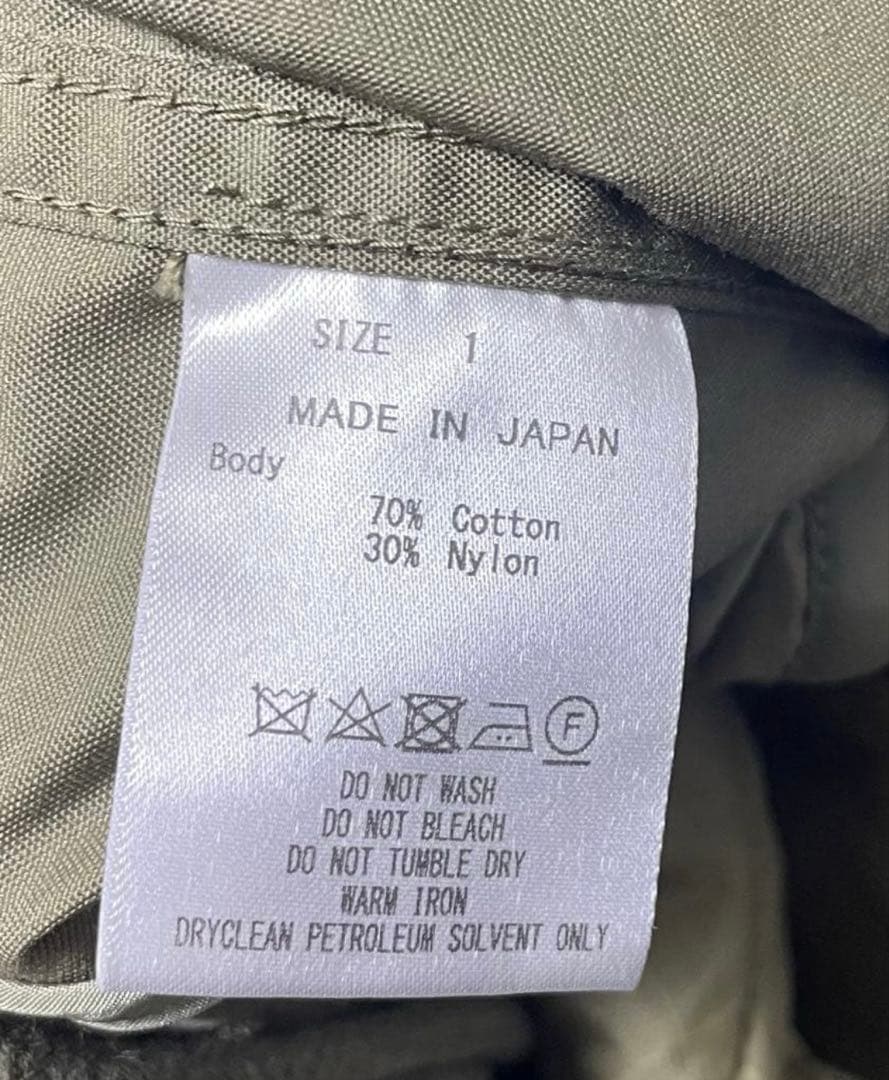 SIZE 1
MADE IN JAPAN
Body
70% Cotton
30% Nylon
F
DO NOT WASH
DO NOT BLEACH
DO NOT TUMBLE DRY
WARM IRON
DRYCLEAN PETROLEUM SOLVENT ONLY